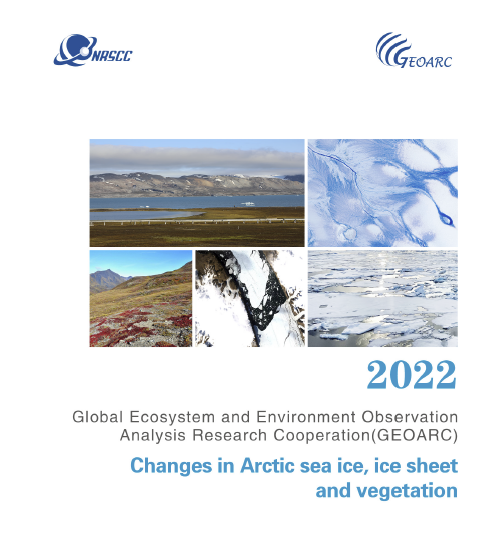 NRSCC
GEOARC
2022
Global Ecosystem and Environment Observation
Analysis Research Cooperation(GEOARC)
Changes in Arctic sea ice, ice sheet
and vegetation